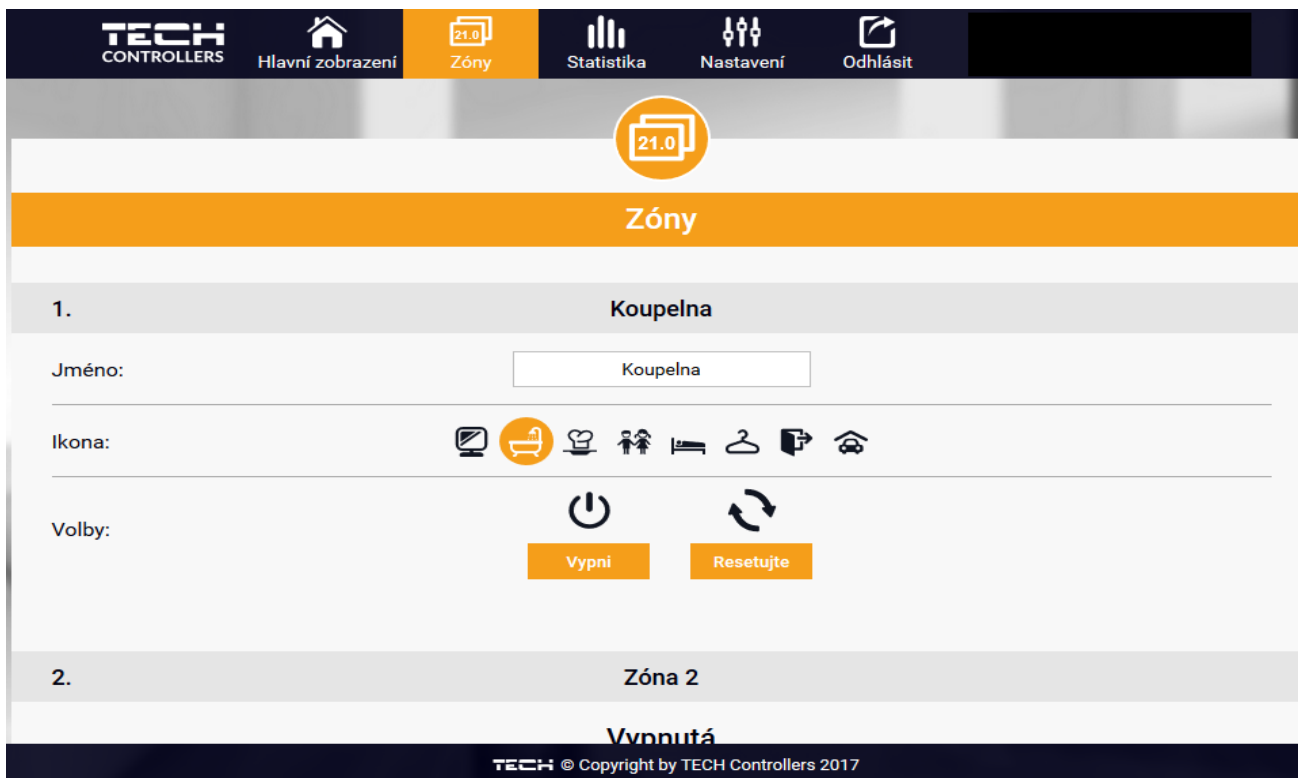 TECH
CONTROLLERS
Hlavní zobrazení
21.0
Zóny
Statistika
Nastavení
Odhlásit
21.0
Zóny
1. Koupelna
Jméno: Koupelna
Ikona:
Volby:
Vypni Resetujte
2. Zóna 2
Vypnutá
TECH © Copyright by TECH Controllers 2017